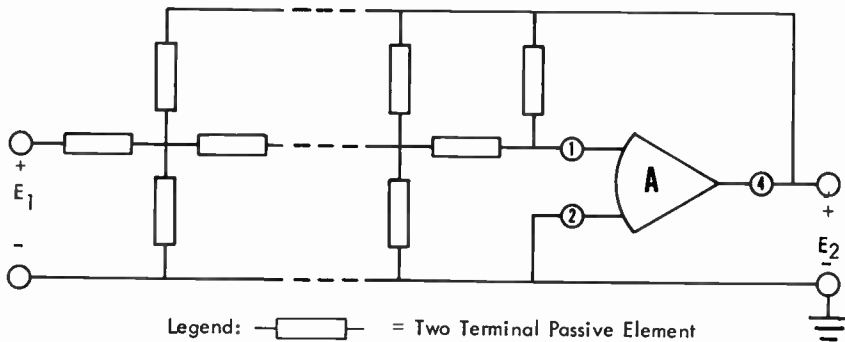 1
A
4
2
+
E1
-
+
E2
-
Legend: = Two Terminal Passive Element